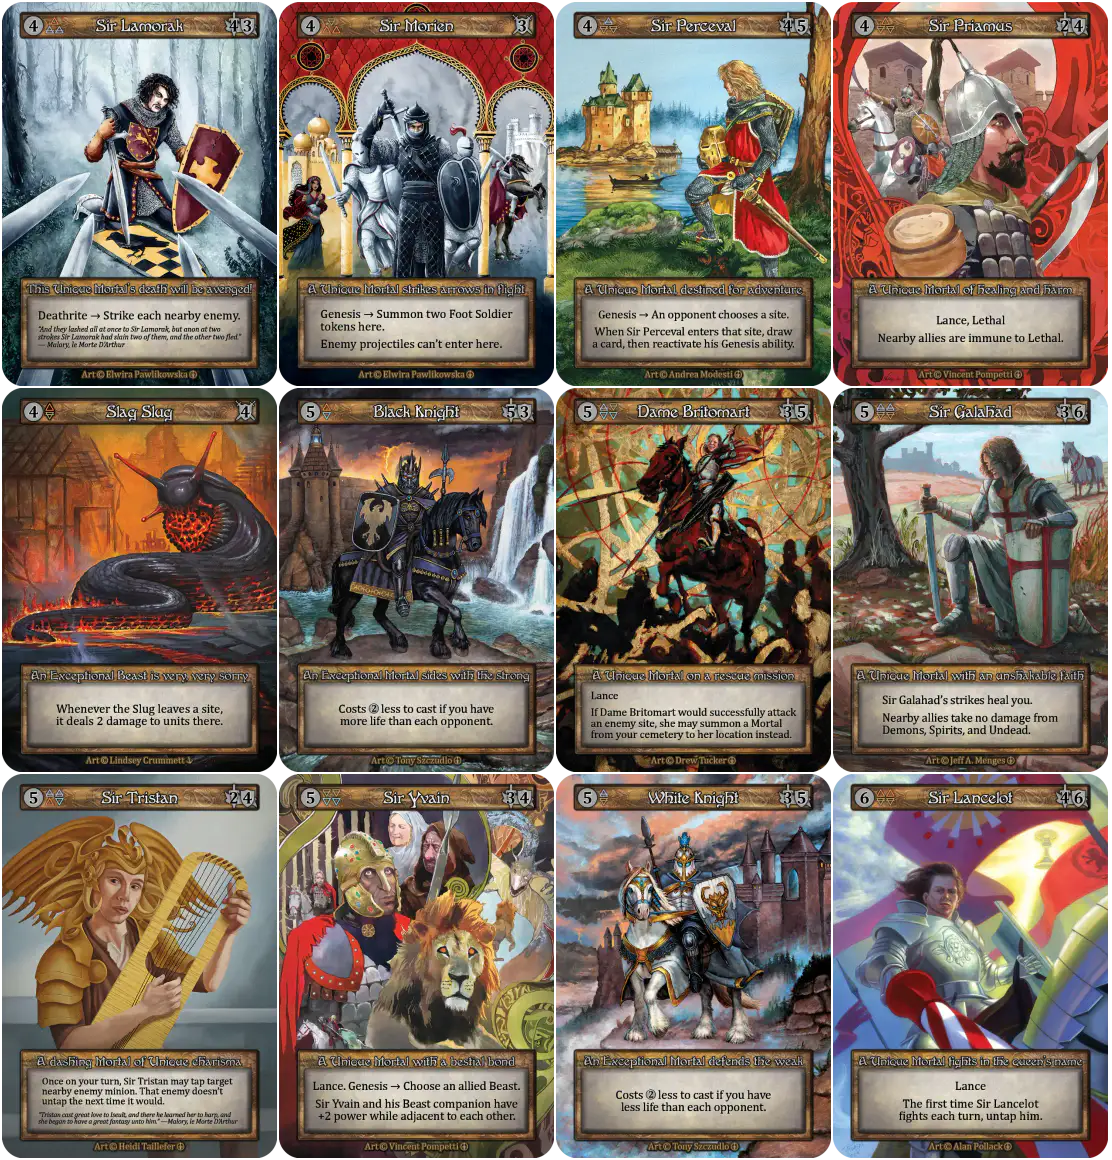 4 Sir Lamorak 4 3
This Unique Mortal's death will be avenged!
Deathrite → Strike each nearby enemy.
"And they lashed all at once to Sir Lamorak, but anon at two
strokes Sir Lamorak had slain two of them, and the other two fled."
— Malory, le Morte D'Arthur
Art © Elwira Pawlikowska
4 Sir Morien 3
A Unique Mortal strikes arrows in flight
Genesis → Summon two Foot Soldier
tokens here.
Enemy projectiles can't enter here.
Art © Elwira Pawlikowska
4 Sir Perceval 4 5
A Unique Mortal, destined for adventure
Genesis → An opponent chooses a site.
When Sir Perceval enters that site, draw
a card, then reactivate his Genesis ability.
Art © Andrea Modesti
4 Sir Priamus 2 4
A Unique Mortal of healing and harm
Lance, Lethal
Nearby allies are immune to Lethal.
Art © Vincent Pompetti
4 Slag Slug 4
An Exceptional Beast is very, very sorry
Whenever the Slug leaves a site,
it deals 2 damage to units there.
Art © Lindsey Crummett
5 Black Knight 5 3
An Exceptional Mortal sides with the strong
Costs ② less to cast if you have
more life than each opponent.
Art © Tony Szczudlo
5 Dame Britomart 3 5
A Unique Mortal on a rescue mission
Lance
If Dame Britomart would successfully attack
an enemy site, she may summon a Mortal
from your cemetery to her location instead.
Art © Drew Tucker
5 Sir Galahad 3 6
A Unique Mortal with an unshakable faith
Sir Galahad's strikes heal you.
Nearby allies take no damage from
Demons, Spirits, and Undead.
Art © Jeff A. Menges
5 Sir Tristan 2 4
A dashing Mortal of Unique charisma
Once on your turn, Sir Tristan may tap target
nearby enemy minion. That enemy doesn't
untap the next time it would.
"Tristan cast great love to Isoult, and there he learned her to harp, and
she began to have a great fantasy unto him." —Malory, le Morte D'Arthur
Art © Heidi Taillefer
5 Sir Yvain 3 4
A Unique Mortal with a bestial bond
Lance. Genesis → Choose an allied Beast.
Sir Yvain and his Beast companion have
+2 power while adjacent to each other.
Art © Vincent Pompetti
5 White Knight 3 5
An Exceptional Mortal defends the weak
Costs ② less to cast if you have
less life than each opponent.
Art © Tony Szczudlo
6 Sir Lancelot 4 6
A Unique Mortal fights in the queen's name
Lance
The first time Sir Lancelot
fights each turn, untap him.
Art © Alan Pollack